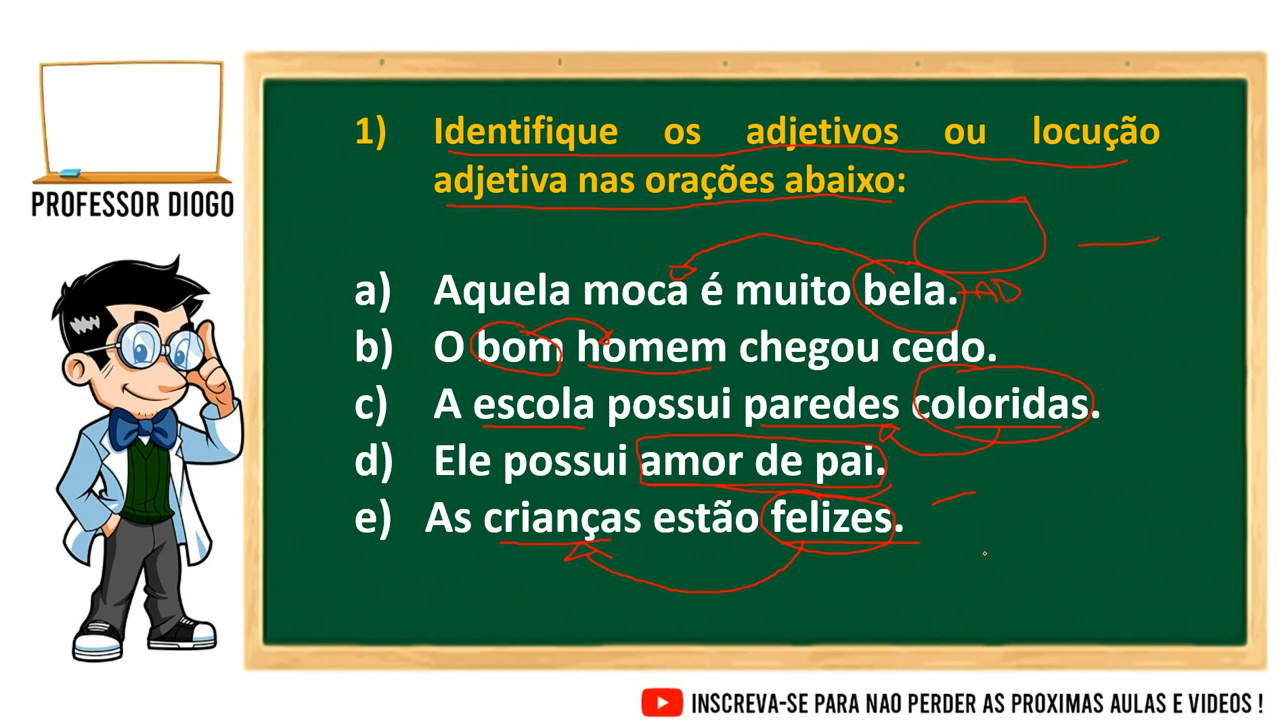 PROFESSOR DIOGO
1) Identifique os adjetivos ou locução
adjetiva nas orações abaixo:
a) Aquela moca é muito bela. AD
b) O bom homem chegou cedo.
c) A escola possui paredes coloridas.
d) Ele possui amor de pai.
e) As crianças estão felizes.
INSCREVA-SE PARA NAO PERDER AS PROXIMAS AULAS E VIDEOS !